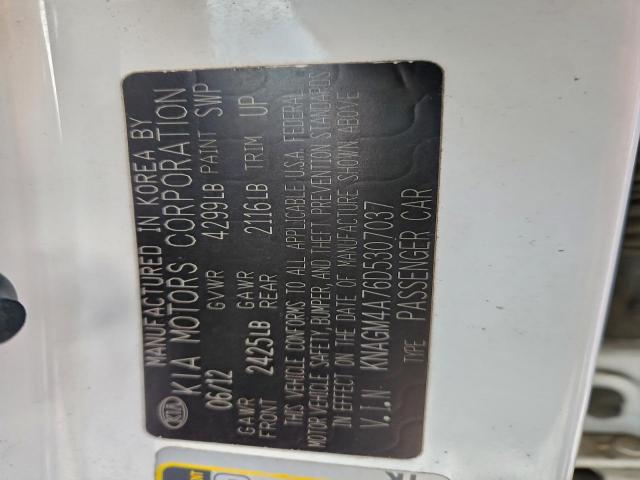 KIA
MANUFACTURED IN KOREA BY
KIA MOTORS CORPORATION
06/12 GVWR 4299LB PAINT SWP
GAWR FRONT 2425LB GAWR REAR 2116LB TRIM UP
THIS VEHICLE CONFORMS TO ALL APPLICABLE U.S.A. FEDERAL
MOTOR VEHICLE SAFETY, BUMPER, AND THEFT PREVENTION STANDARDS
IN EFFECT ON THE DATE OF MANUFACTURE SHOWN ABOVE
V.I.N. KNAGM4A76D5307037
TYPE PASSENGER CAR